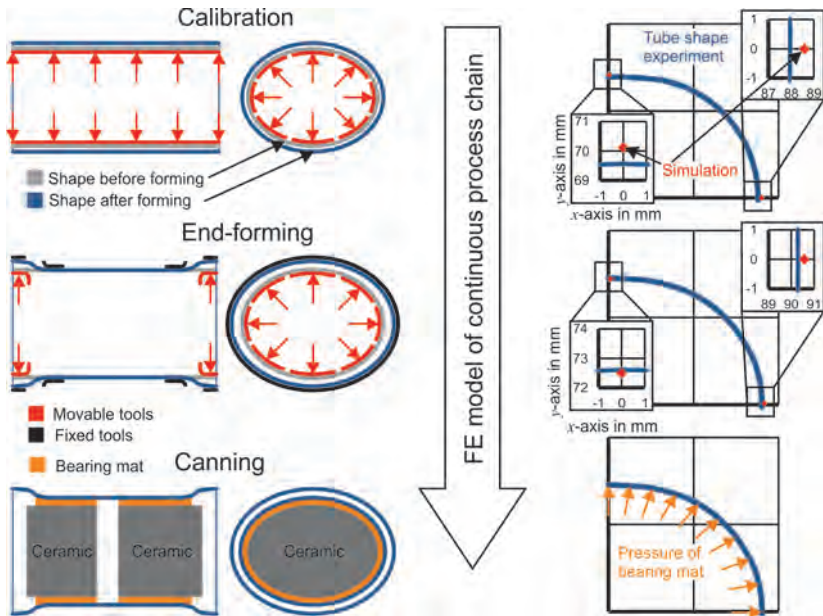 Calibration
Shape before forming
Shape after forming
End-forming
Movable tools
Fixed tools
Bearing mat
Canning
Ceramic
Ceramic
Ceramic
FE model of continuous process chain
Tube shape
experiment
1
0
-1
87 88 89
71
70
69
-1 0 1
y-axis in mm
x-axis in mm
Simulation
1
0
-1
89 90 91
74
73
72
-1 0 1
y-axis in mm
x-axis in mm
Pressure of
bearing mat